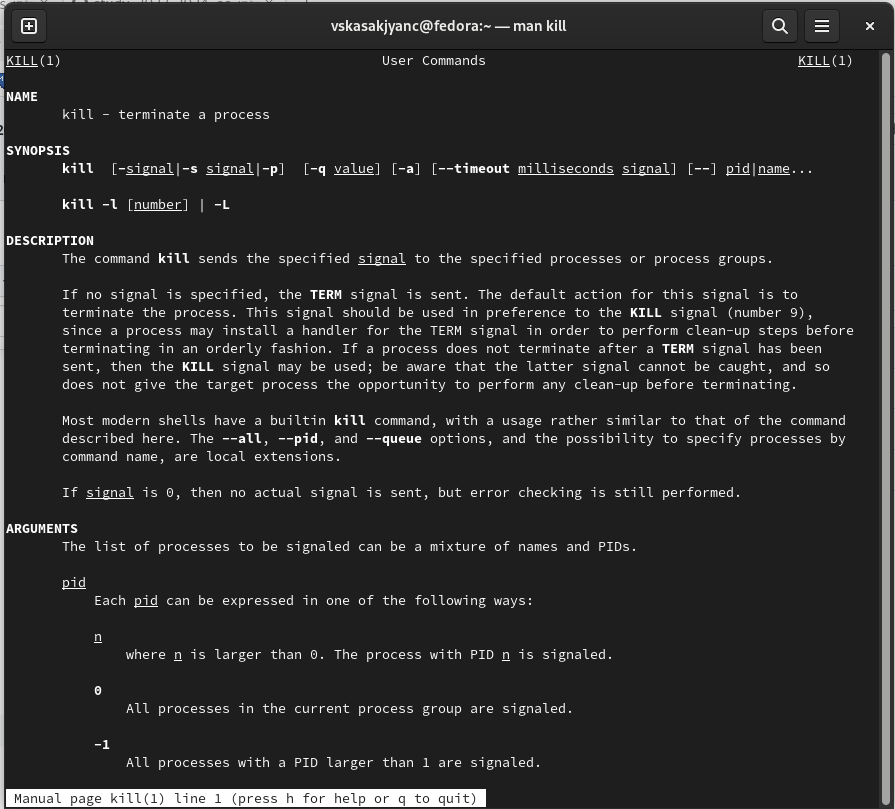 vskasakjyanc@fedora:~ — man kill
KILL(1) User Commands KILL(1)
NAME
kill - terminate a process
SYNOPSIS
kill [-signal|-s signal|-p] [-q value] [-a] [--timeout milliseconds signal] [--] pid|name...
kill -l [number] | -L
DESCRIPTION
The command kill sends the specified signal to the specified processes or process groups.
If no signal is specified, the TERM signal is sent. The default action for this signal is to
terminate the process. This signal should be used in preference to the KILL signal (number 9),
since a process may install a handler for the TERM signal in order to perform clean-up steps before
terminating in an orderly fashion. If a process does not terminate after a TERM signal has been
sent, then the KILL signal may be used; be aware that the latter signal cannot be caught, and so
does not give the target process the opportunity to perform any clean-up before terminating.
Most modern shells have a builtin kill command, with a usage rather similar to that of the command
described here. The --all, --pid, and --queue options, and the possibility to specify processes by
command name, are local extensions.
If signal is 0, then no actual signal is sent, but error checking is still performed.
ARGUMENTS
The list of processes to be signaled can be a mixture of names and PIDs.
pid
Each pid can be expressed in one of the following ways:
n
where n is larger than 0. The process with PID n is signaled.
0
All processes in the current process group are signaled.
-1
All processes with a PID larger than 1 are signaled.
Manual page kill(1) line 1 (press h for help or q to quit)